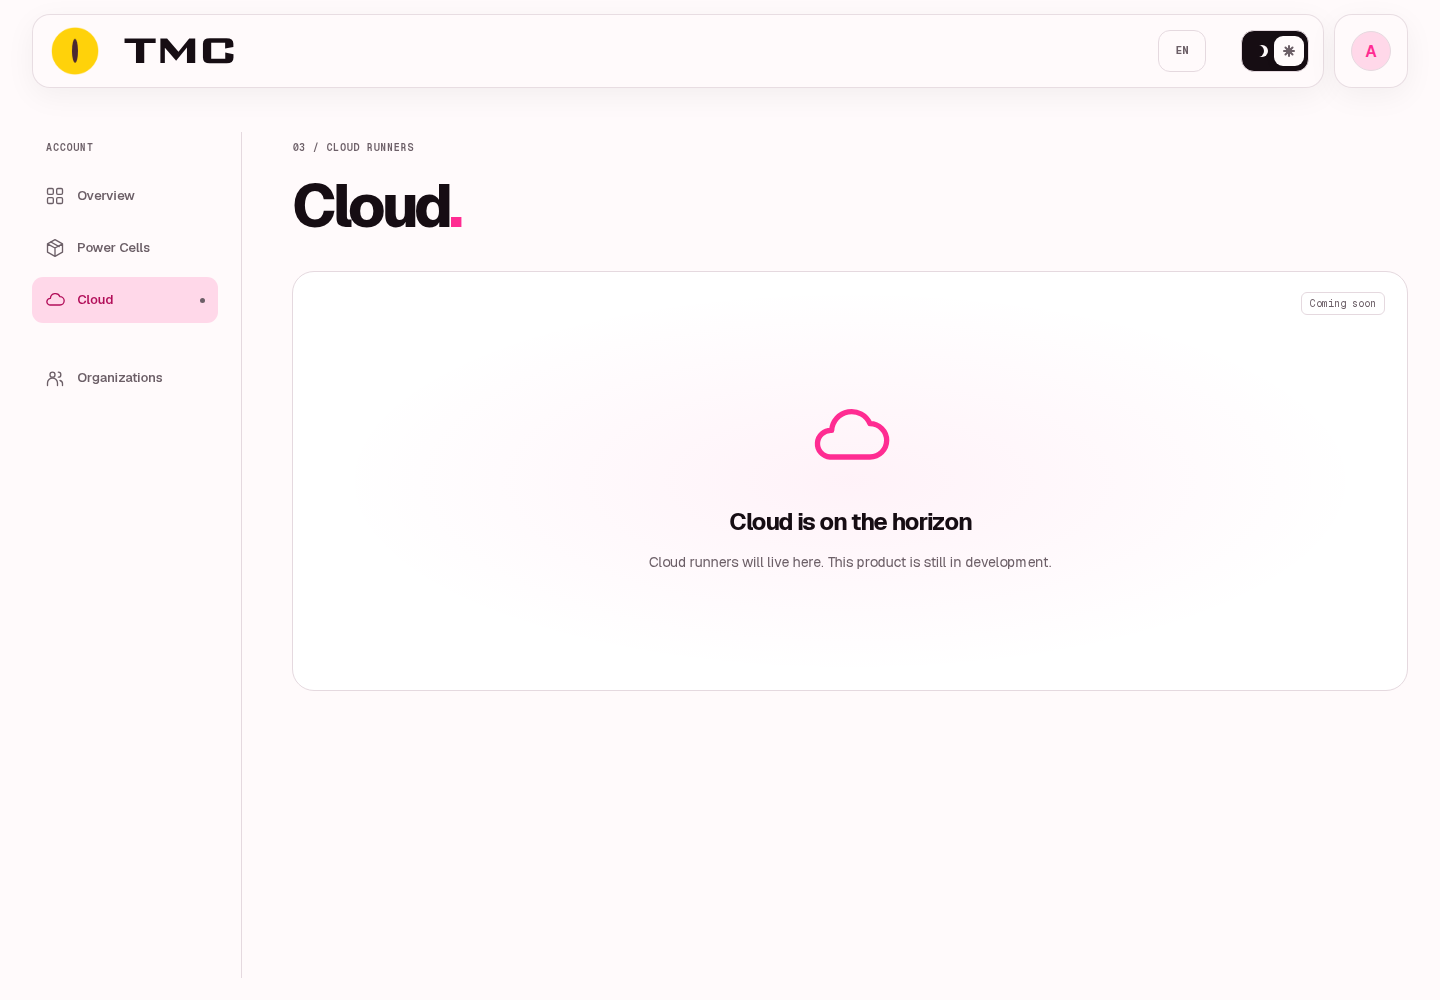 TMC
EN
A
ACCOUNT
Overview
Power Cells
Cloud
Organizations
03 / CLOUD RUNNERS
Cloud.
Coming soon
Cloud is on the horizon
Cloud runners will live here. This product is still in development.